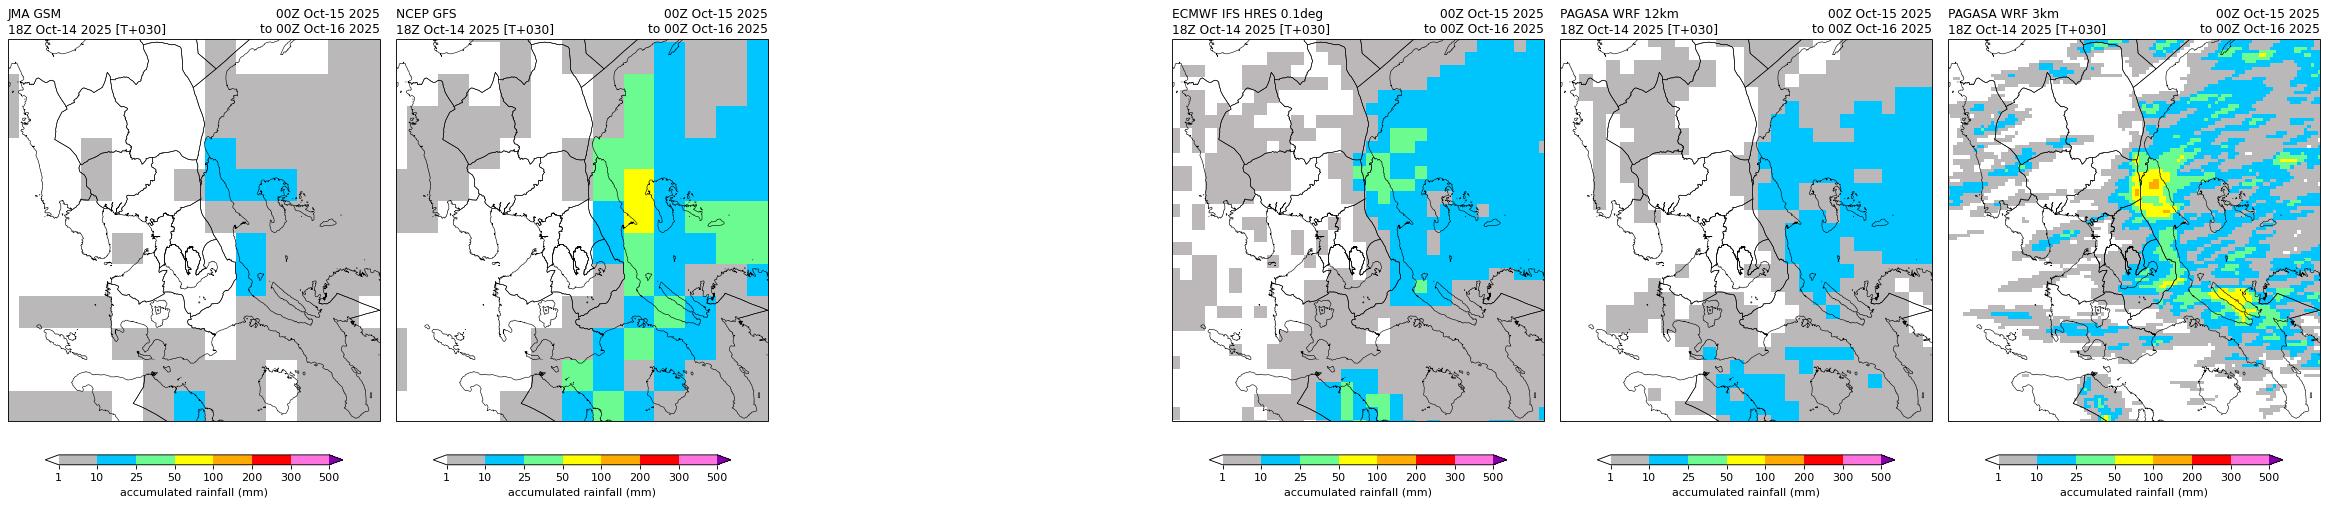 JMA GSM 00Z Oct-15 2025
18Z Oct-14 2025 [T+030] to 00Z Oct-16 2025
NCEP GFS 00Z Oct-15 2025
18Z Oct-14 2025 [T+030] to 00Z Oct-16 2025
ECMWF IFS HRES 0.1deg 00Z Oct-15 2025
18Z Oct-14 2025 [T+030] to 00Z Oct-16 2025
PAGASA WRF 12km 00Z Oct-15 2025
18Z Oct-14 2025 [T+030] to 00Z Oct-16 2025
PAGASA WRF 3km 00Z Oct-15 2025
18Z Oct-14 2025 [T+030] to 00Z Oct-16 2025
1 10 25 50 100 200 300 500
accumulated rainfall (mm)
1 10 25 50 100 200 300 500
accumulated rainfall (mm)
1 10 25 50 100 200 300 500
accumulated rainfall (mm)
1 10 25 50 100 200 300 500
accumulated rainfall (mm)
1 10 25 50 100 200 300 500
accumulated rainfall (mm)